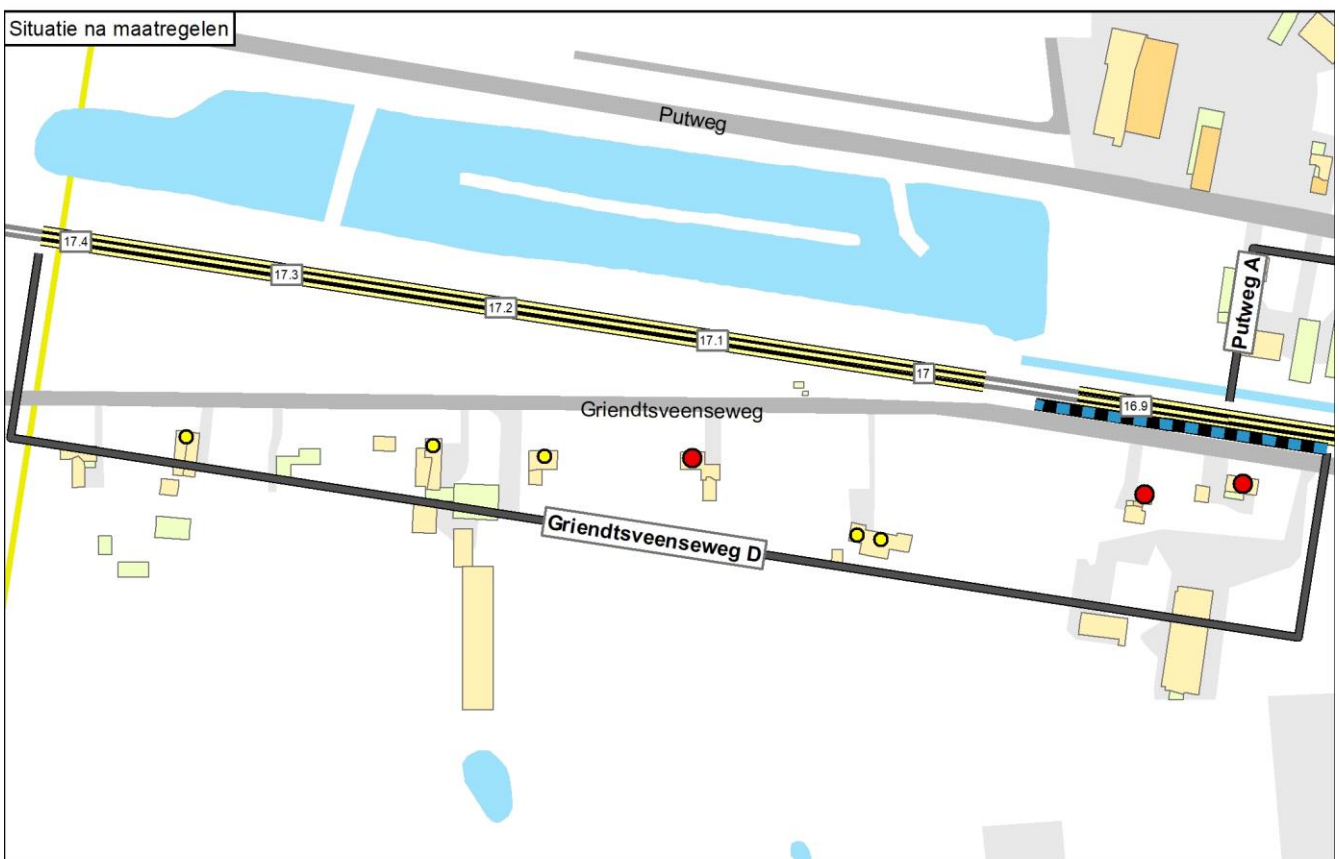 Situatie na maatregelen
Putweg
17.4
17.3
17.2
17.1
17
16.9
Putweg A
Griendtsveenseweg
Griendtsveenseweg D